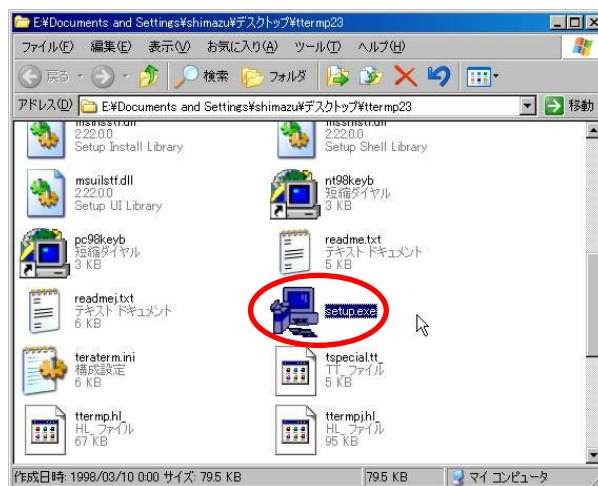 E:¥Documents and Settings¥shimazu¥デスクトップ¥ttermp23
ファイル(F) 編集(E) 表示(V) お気に入り(A) ツール(T) ヘルプ(H)
戻る 検索 フォルダ
アドレス(D) E:¥Documents and Settings¥shimazu¥デスクトップ¥ttermp23 移動
2.22.0.0
Setup Install Library
2.22.0.0
Setup Shell Library
msuilstf.dll
2.22.0.0
Setup UI Library
nt98keyb
短縮ダイヤル
3 KB
pc98keyb
短縮ダイヤル
3 KB
readme.txt
テキスト ドキュメント
5 KB
readmej.txt
テキスト ドキュメント
6 KB
setup.exe
teraterm.ini
構成設定
6 KB
tspecial.tt_
TT_ ファイル
5 KB
ttermp.hl_
HL_ ファイル
67 KB
ttermpj.hl_
HL_ ファイル
95 KB
作成日時: 1998/03/10 0:00 サイズ: 79.5 KB 79.5 KB マイ コンピュータ